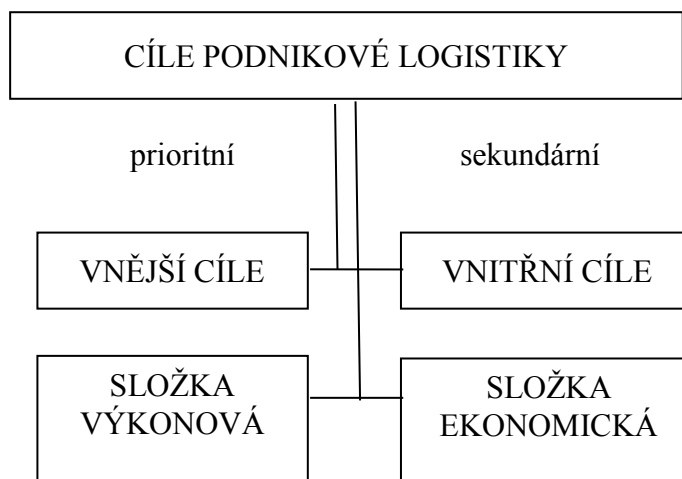 CÍLE PODNIKOVÉ LOGISTIKY
prioritní
sekundární
VNĚJŠÍ CÍLE
VNITŘNÍ CÍLE
SLOŽKA
VÝKONOVÁ
SLOŽKA
EKONOMICKÁ